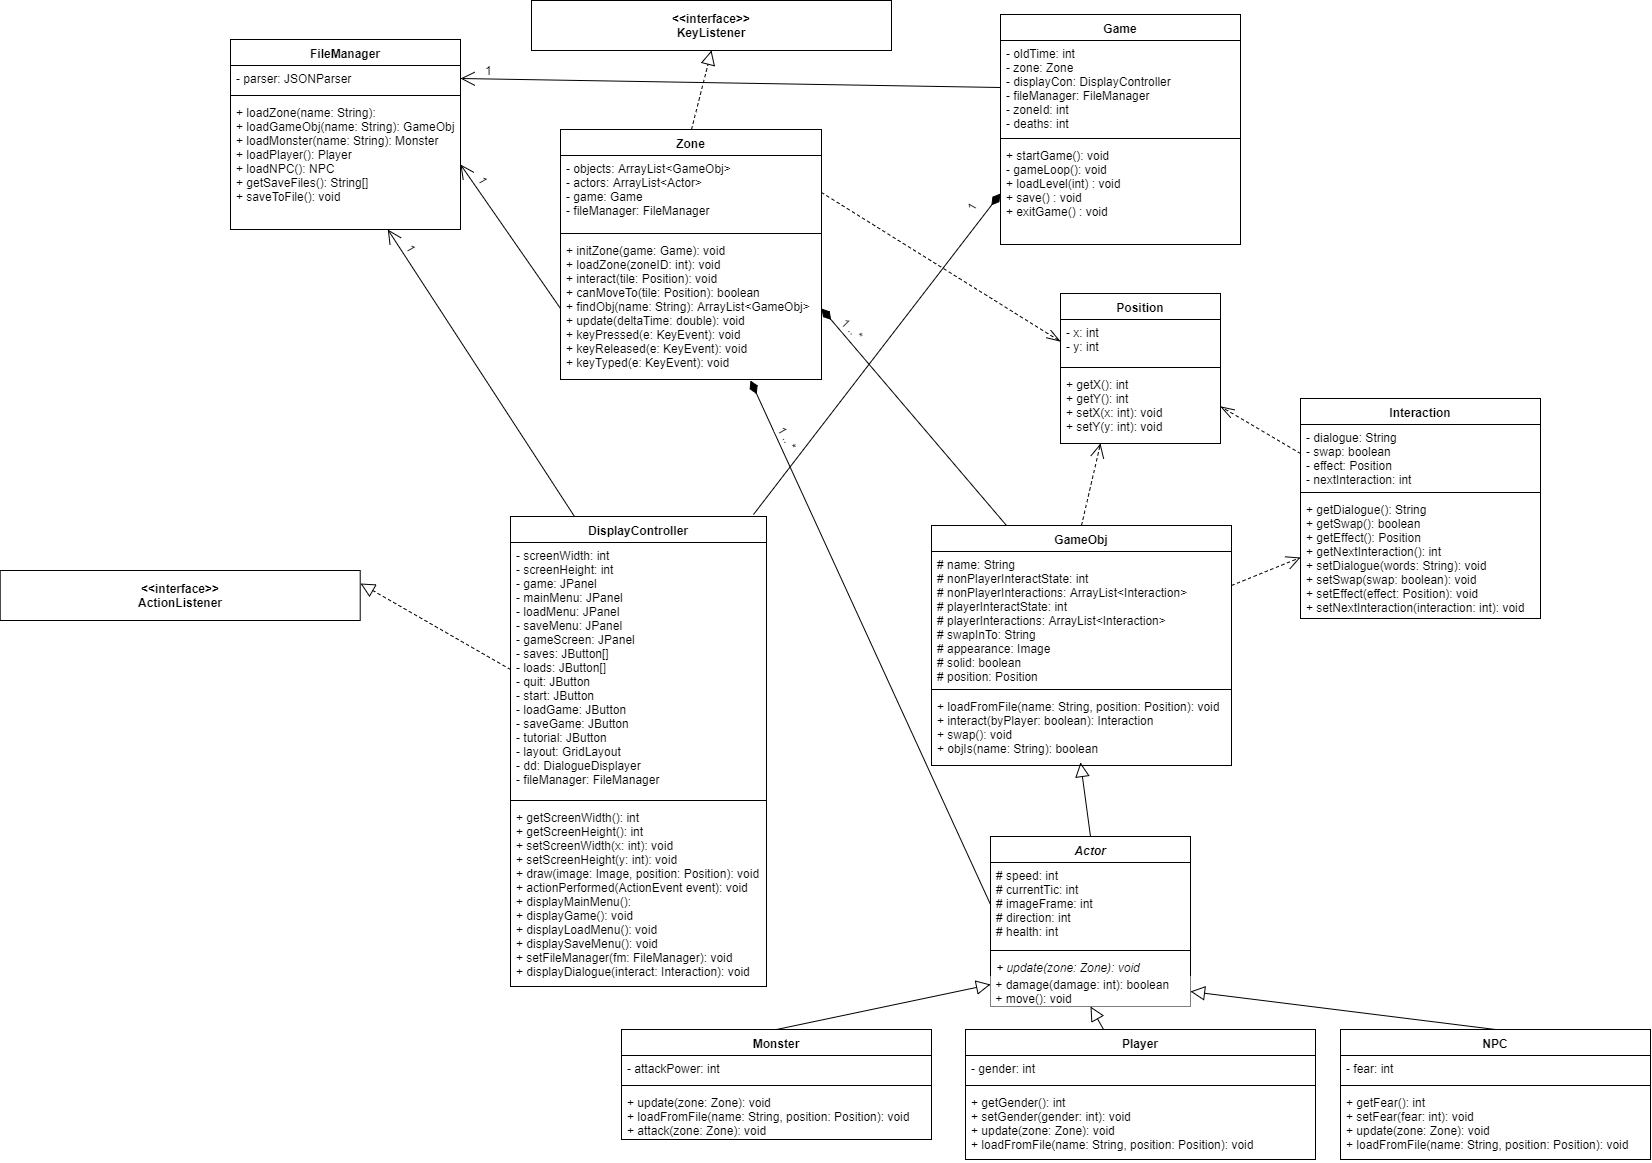 <<interface>>
KeyListener
Game
- oldTime: int
- zone: Zone
- displayCon: DisplayController
- fileManager: FileManager
- zoneId: int
- deaths: int
+ startGame(): void
- gameLoop(): void
+ loadLevel(int) : void
+ save() : void
+ exitGame() : void
FileManager
- parser: JSONParser
+ loadZone(name: String):
+ loadGameObj(name: String): GameObj
+ loadMonster(name: String): Monster
+ loadPlayer(): Player
+ loadNPC(): NPC
+ getSaveFiles(): String[]
+ saveToFile(): void
1
1
1
1
Zone
- objects: ArrayList<GameObj>
- actors: ArrayList<Actor>
- game: Game
- fileManager: FileManager
+ initZone(game: Game): void
+ loadZone(zoneID: int): void
+ interact(tile: Position): void
+ canMoveTo(tile: Position): boolean
+ findObj(name: String): ArrayList<GameObj>
+ update(deltaTime: double): void
+ keyPressed(e: KeyEvent): void
+ keyReleased(e: KeyEvent): void
+ keyTyped(e: KeyEvent): void
1 .. *
1 .. *
Position
- x: int
- y: int
+ getX(): int
+ getY(): int
+ setX(x: int): void
+ setY(y: int): void
Interaction
- dialogue: String
- swap: boolean
- effect: Position
- nextInteraction: int
+ getDialogue(): String
+ getSwap(): boolean
+ getEffect(): Position
+ getNextInteraction(): int
+ setDialogue(words: String): void
+ setSwap(swap: boolean): void
+ setEffect(effect: Position): void
+ setNextInteraction(interaction: int): void
<<interface>>
ActionListener
DisplayController
- screenWidth: int
- screenHeight: int
- game: JPanel
- mainMenu: JPanel
- loadMenu: JPanel
- saveMenu: JPanel
- gameScreen: JPanel
- saves: JButton[]
- loads: JButton[]
- quit: JButton
- start: JButton
- loadGame: JButton
- saveGame: JButton
- tutorial: JButton
- layout: GridLayout
- dd: DialogueDisplayer
- fileManager: FileManager
+ getScreenWidth(): int
+ getScreenHeight(): int
+ setScreenWidth(x: int): void
+ setScreenHeight(y: int): void
+ draw(image: Image, position: Position): void
+ actionPerformed(ActionEvent event): void
+ displayMainMenu():
+ displayGame(): void
+ displayLoadMenu(): void
+ displaySaveMenu(): void
+ setFileManager(fm: FileManager): void
+ displayDialogue(interact: Interaction): void
GameObj
# name: String
# nonPlayerInteractState: int
# nonPlayerInteractions: ArrayList<Interaction>
# playerInteractState: int
# playerInteractions: ArrayList<Interaction>
# swapInTo: String
# appearance: Image
# solid: boolean
# position: Position
+ loadFromFile(name: String, position: Position): void
+ interact(byPlayer: boolean): Interaction
+ swap(): void
+ objIs(name: String): boolean
Actor
# speed: int
# currentTic: int
# imageFrame: int
# direction: int
# health: int
+ update(zone: Zone): void
+ damage(damage: int): boolean
+ move(): void
Monster
- attackPower: int
+ update(zone: Zone): void
+ loadFromFile(name: String, position: Position): void
+ attack(zone: Zone): void
Player
- gender: int
+ getGender(): int
+ setGender(gender: int): void
+ update(zone: Zone): void
+ loadFromFile(name: String, position: Position): void
NPC
- fear: int
+ getFear(): int
+ setFear(fear: int): void
+ update(zone: Zone): void
+ loadFromFile(name: String, position: Position): void